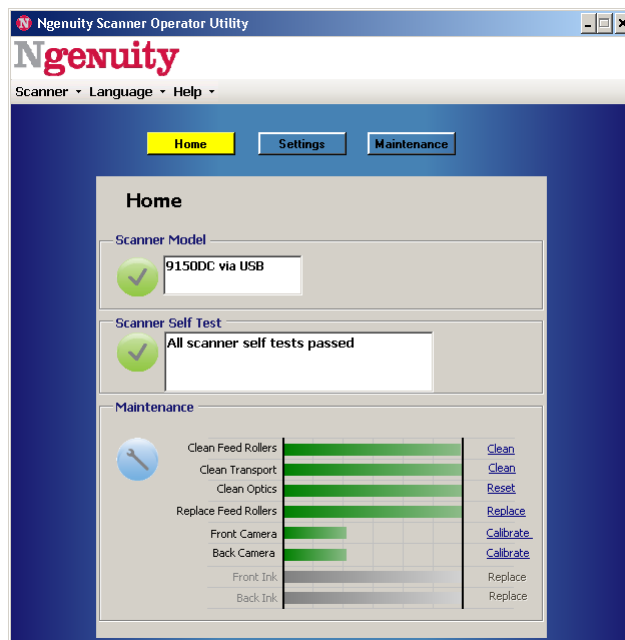 Ngenuity Scanner Operator Utility
Ngenuity
Scanner Language Help
Home Settings Maintenance
Home
Scanner Model
9150DC via USB
Scanner Self Test
All scanner self tests passed
Maintenance
Clean Feed Rollers Clean
Clean Transport Clean
Clean Optics Reset
Replace Feed Rollers Replace
Front Camera Calibrate
Back Camera Calibrate
Front Ink Replace
Back Ink Replace